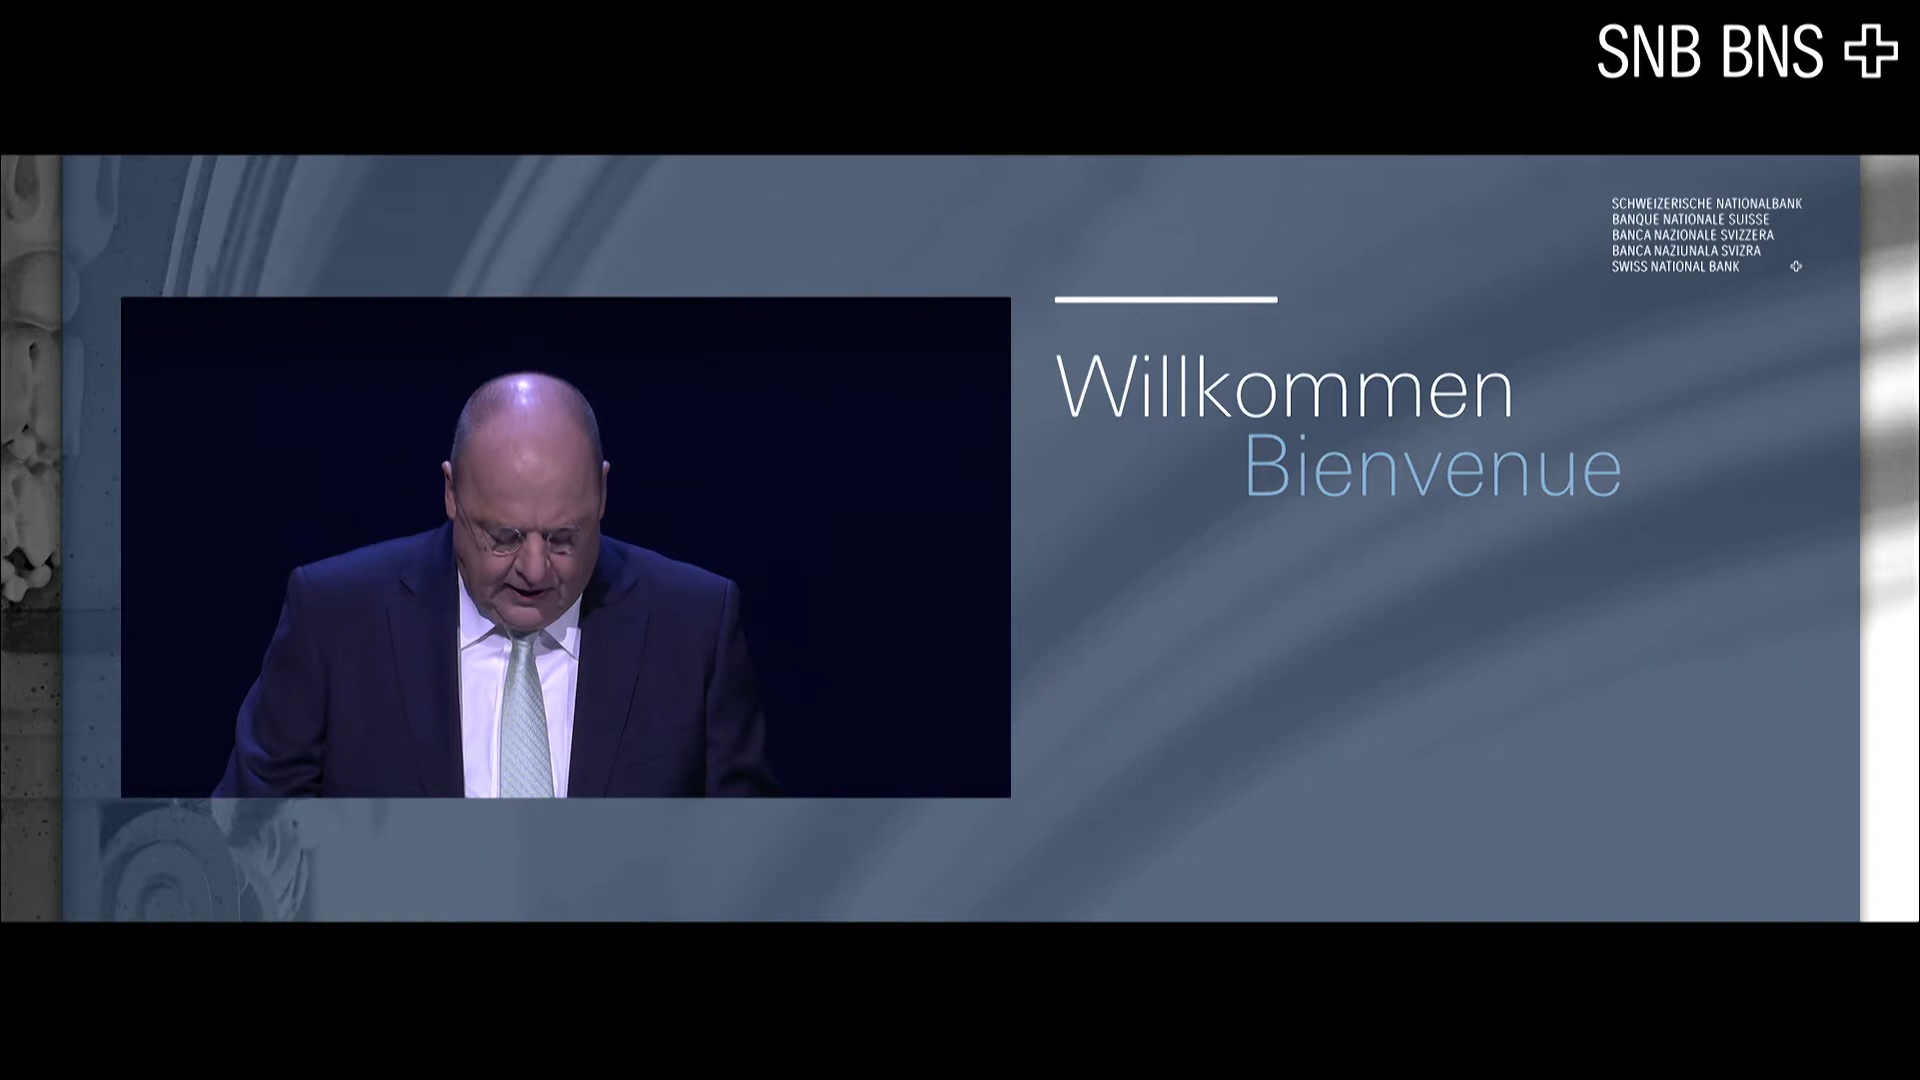 SNB BNS
SCHWEIZERISCHE NATIONALBANK
BANQUE NATIONALE SUISSE
BANCA NAZIONALE SVIZZERA
BANCA NAZIUNALA SVIZRA
SWISS NATIONAL BANK
Willkommen
Bienvenue